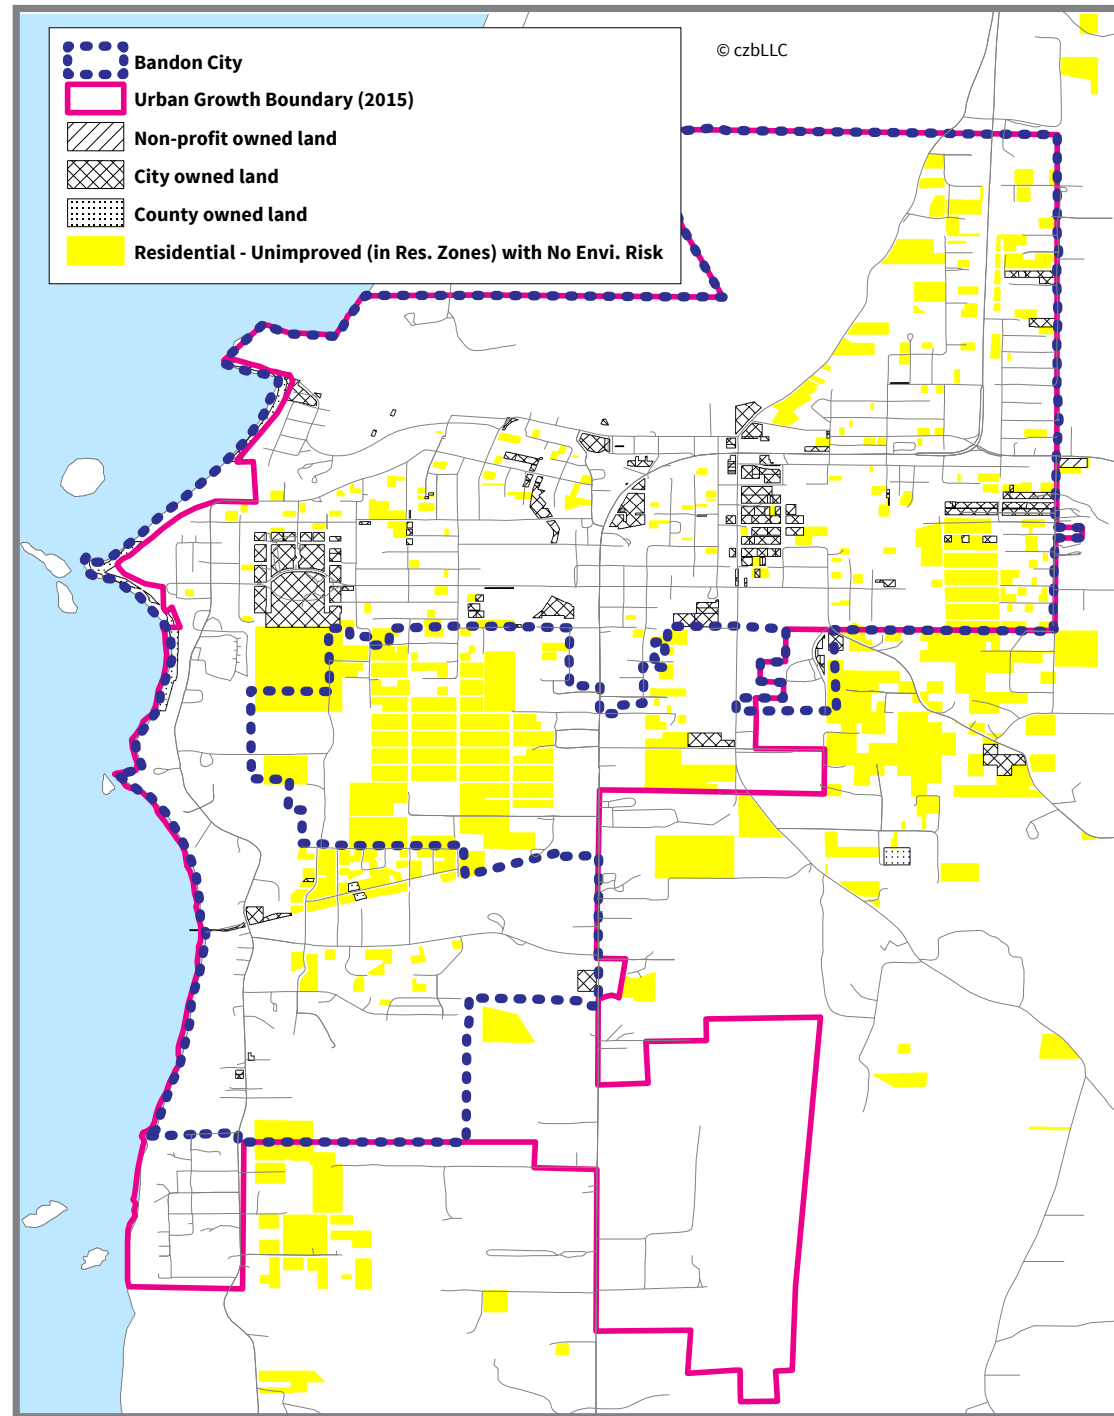 © czbLLC
Bandon City
Urban Growth Boundary (2015)
Non-profit owned land
City owned land
County owned land
Residential - Unimproved (in Res. Zones) with No Envi. Risk